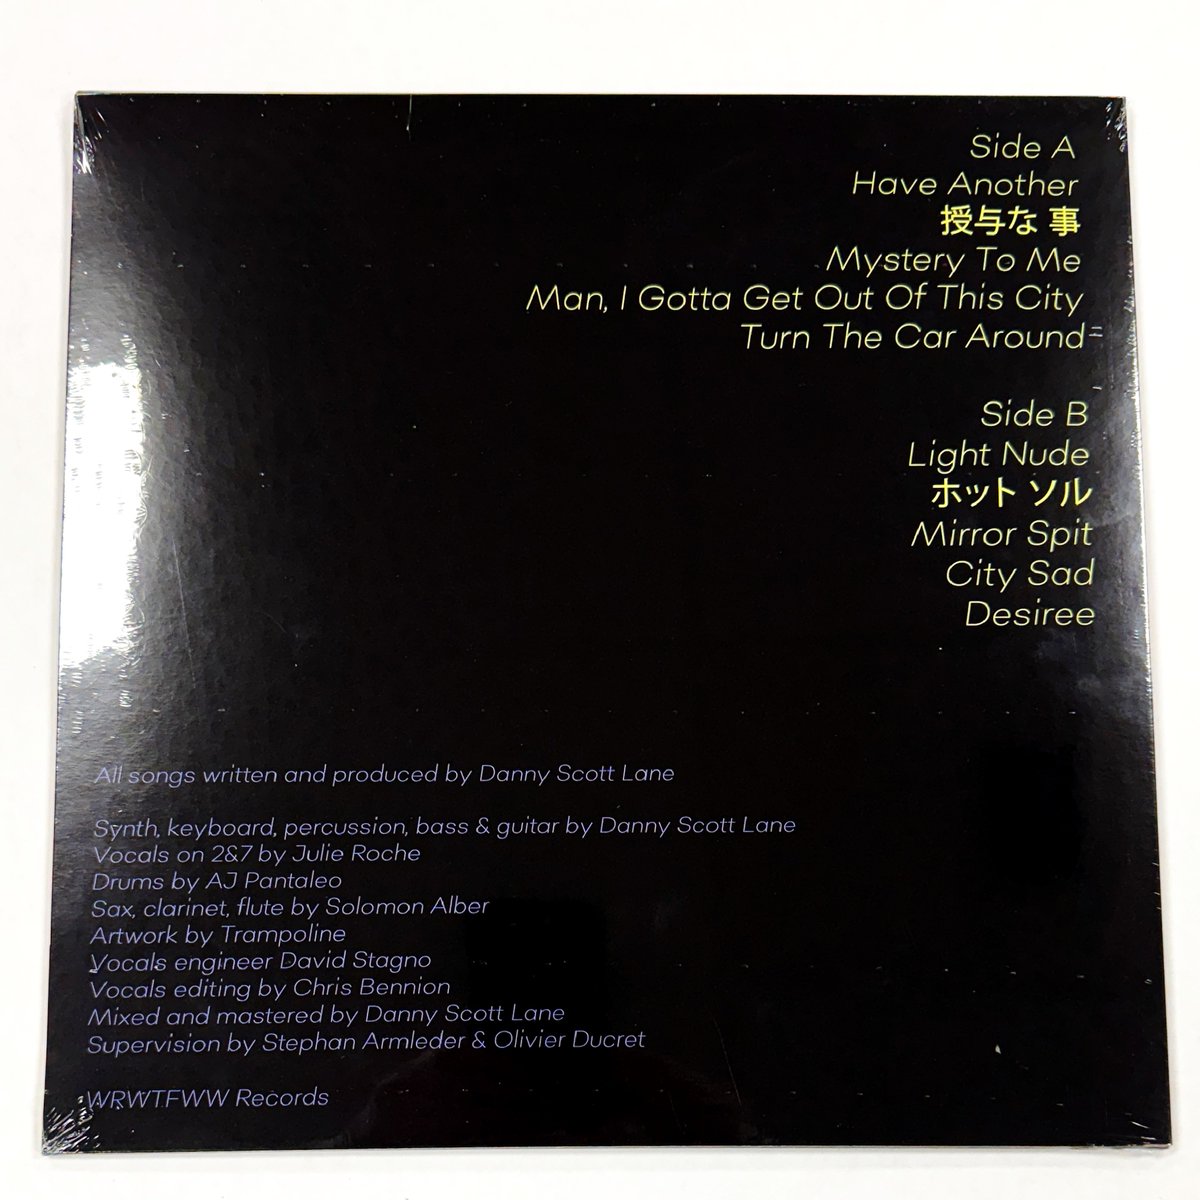 Side A
Have Another
授与な 事
Mystery To Me
Man, I Gotta Get Out Of This City
Turn The Car Around
Side B
Light Nude
ホット ソル
Mirror Spit
City Sad
Desiree
All songs written and produced by Danny Scott Lane
Synth, keyboard, percussion, bass & guitar by Danny Scott Lane
Vocals on 2&7 by Julie Roche
Drums by AJ Pantaleo
Sax, clarinet, flute by Solomon Alber
Artwork by Trampoline
Vocals engineer David Stagno
Vocals editing by Chris Bennion
Mixed and mastered by Danny Scott Lane
Supervision by Stephan Armleder & Olivier Ducret
WRWTFWW Records